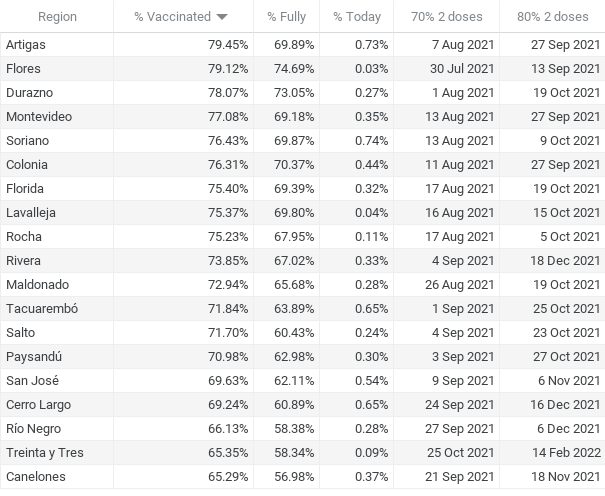 Region % Vaccinated % Fully % Today 70% 2 doses 80% 2 doses
Artigas 79.45% 69.89% 0.73% 7 Aug 2021 27 Sep 2021
Flores 79.12% 74.69% 0.03% 30 Jul 2021 13 Sep 2021
Durazno 78.07% 73.05% 0.27% 1 Aug 2021 19 Oct 2021
Montevideo 77.08% 69.18% 0.35% 13 Aug 2021 27 Sep 2021
Soriano 76.43% 69.87% 0.74% 13 Aug 2021 9 Oct 2021
Colonia 76.31% 70.37% 0.44% 11 Aug 2021 27 Sep 2021
Florida 75.40% 69.39% 0.32% 17 Aug 2021 19 Oct 2021
Lavalleja 75.37% 69.80% 0.04% 16 Aug 2021 15 Oct 2021
Rocha 75.23% 67.95% 0.11% 17 Aug 2021 5 Oct 2021
Rivera 73.85% 67.02% 0.33% 4 Sep 2021 18 Dec 2021
Maldonado 72.94% 65.68% 0.28% 26 Aug 2021 19 Oct 2021
Tacuarembó 71.84% 63.89% 0.65% 1 Sep 2021 25 Oct 2021
Salto 71.70% 60.43% 0.24% 4 Sep 2021 23 Oct 2021
Paysandú 70.98% 62.98% 0.30% 3 Sep 2021 27 Oct 2021
San José 69.63% 62.11% 0.54% 9 Sep 2021 6 Nov 2021
Cerro Largo 69.24% 60.89% 0.65% 24 Sep 2021 16 Dec 2021
Río Negro 66.13% 58.38% 0.28% 27 Sep 2021 6 Dec 2021
Treinta y Tres 65.35% 58.34% 0.09% 25 Oct 2021 14 Feb 2022
Canelones 65.29% 56.98% 0.37% 21 Sep 2021 18 Nov 2021